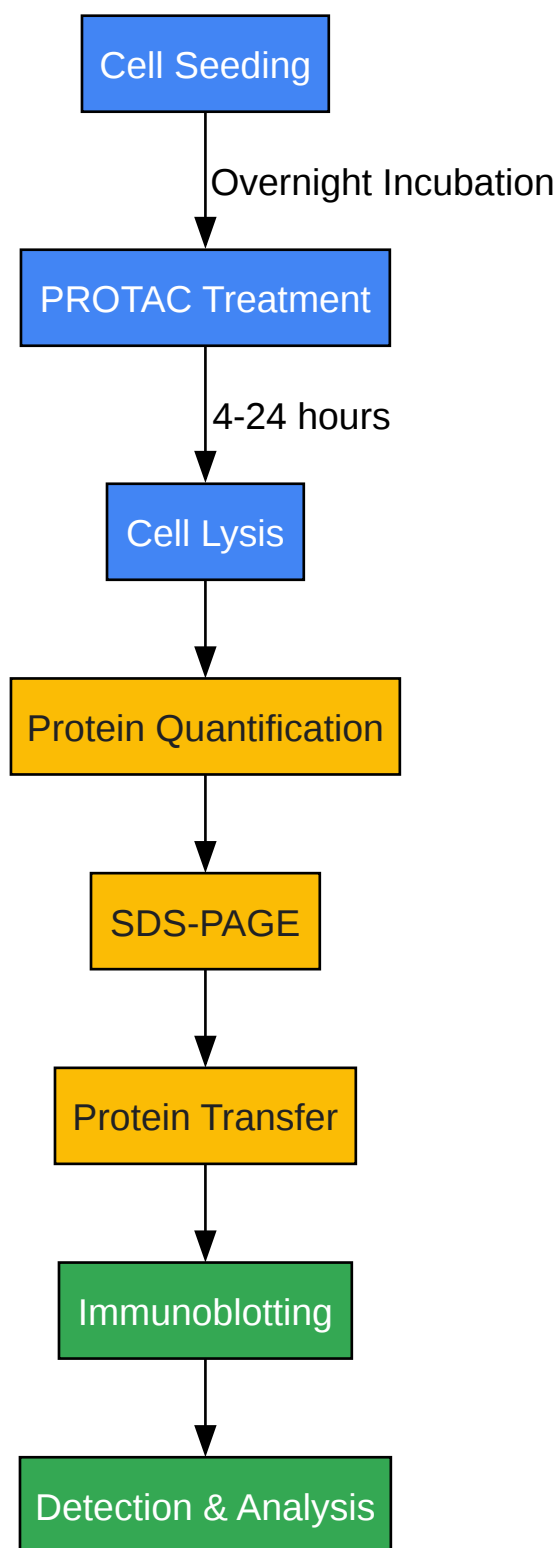 Cell Seeding
Overnight Incubation
PROTAC Treatment
4-24 hours
Cell Lysis
Protein Quantification
SDS-PAGE
Protein Transfer
Immunoblotting
Detection & Analysis